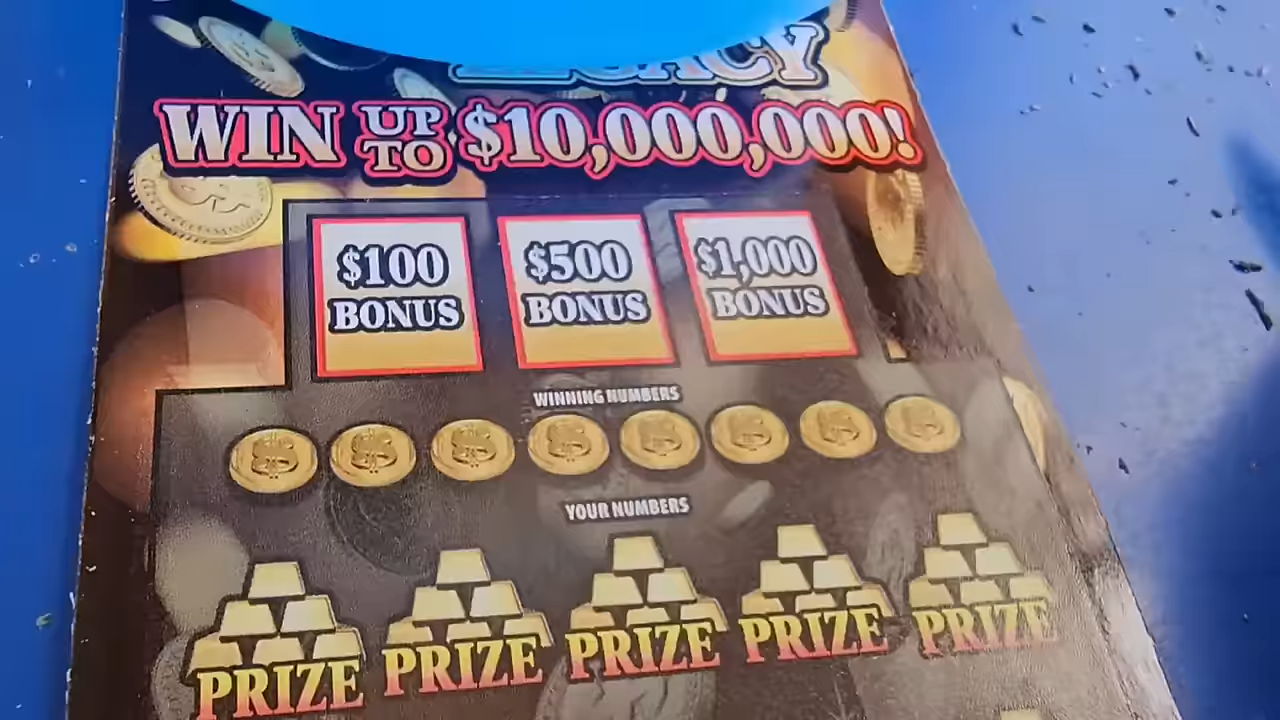 LEGACY
WIN UP TO $10,000,000!
$100 BONUS
$500 BONUS
$1,000 BONUS
WINNING NUMBERS
YOUR NUMBERS
PRIZE PRIZE PRIZE PRIZE PRIZE